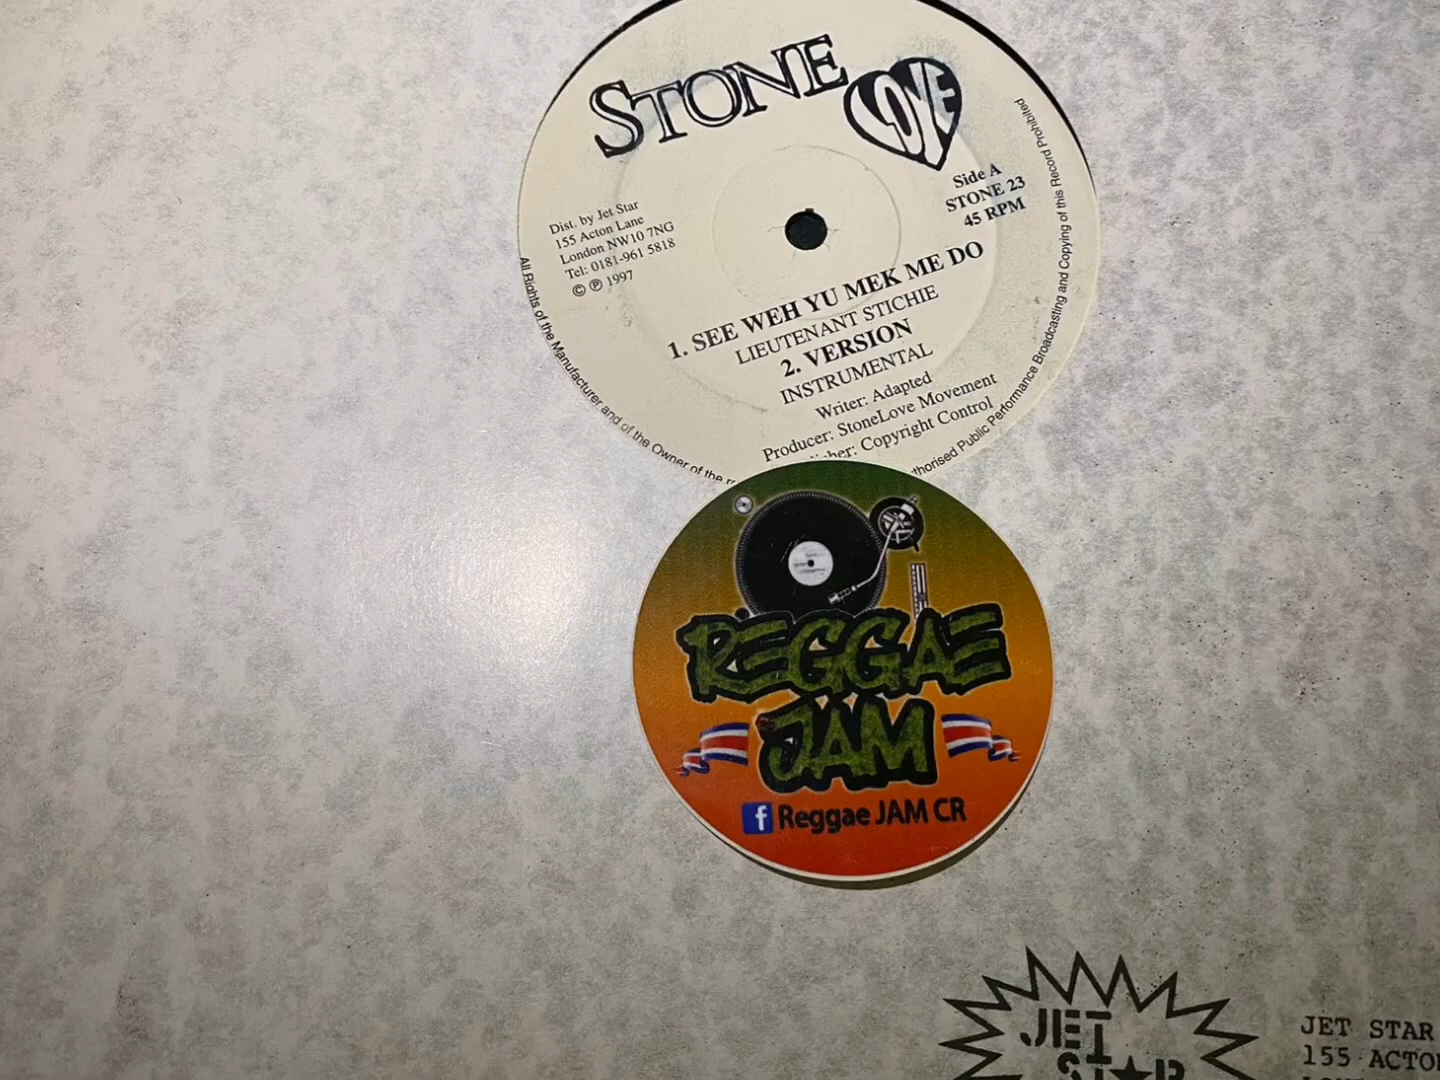 STONE LOVE
Side A
STONE 23
45 RPM
Dist. by Jet Star
155 Acton Lane
London NW10 7NG
Tel: 0181-961 5818
© ℗ 1997
1. SEE WEH YU MEK ME DO
LIEUTENANT STICHIE
2. VERSION
INSTRUMENTAL
Writer: Adapted
Producer: StoneLove Movement
Copyright Control
All Rights of the Manufacturer and of the Owner of the
Public Performance Broadcasting and Copying of this Record Prohibited
REGGAE
JAM
f Reggae JAM CR
JET
STAR
JET STAR
155